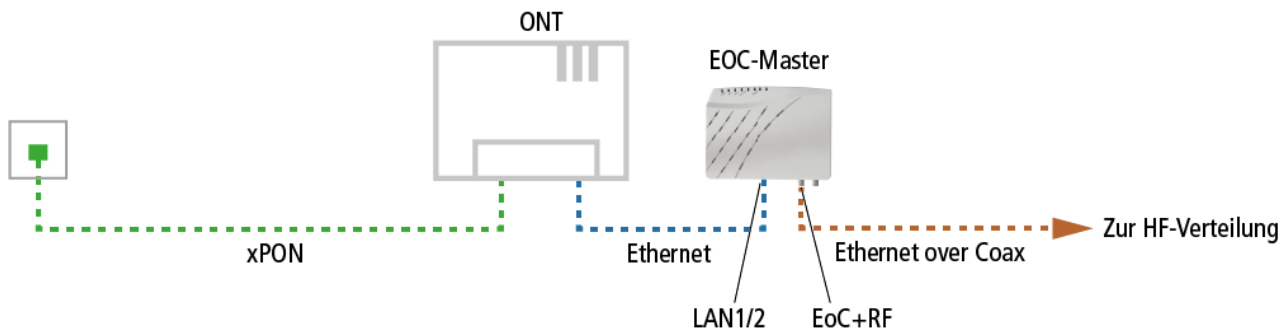 ONT
EOC-Master
Zur HF-Verteilung
xPON
Ethernet
Ethernet over Coax
LAN1/2
EoC+RF